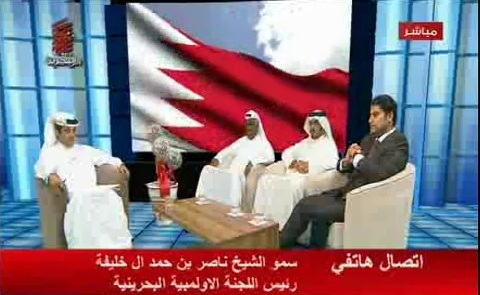 مباشر
اتصال هاتفي
سمو الشيخ ناصر بن حمد ال خليفة
رئيس اللجنة الاولمبية البحرينية